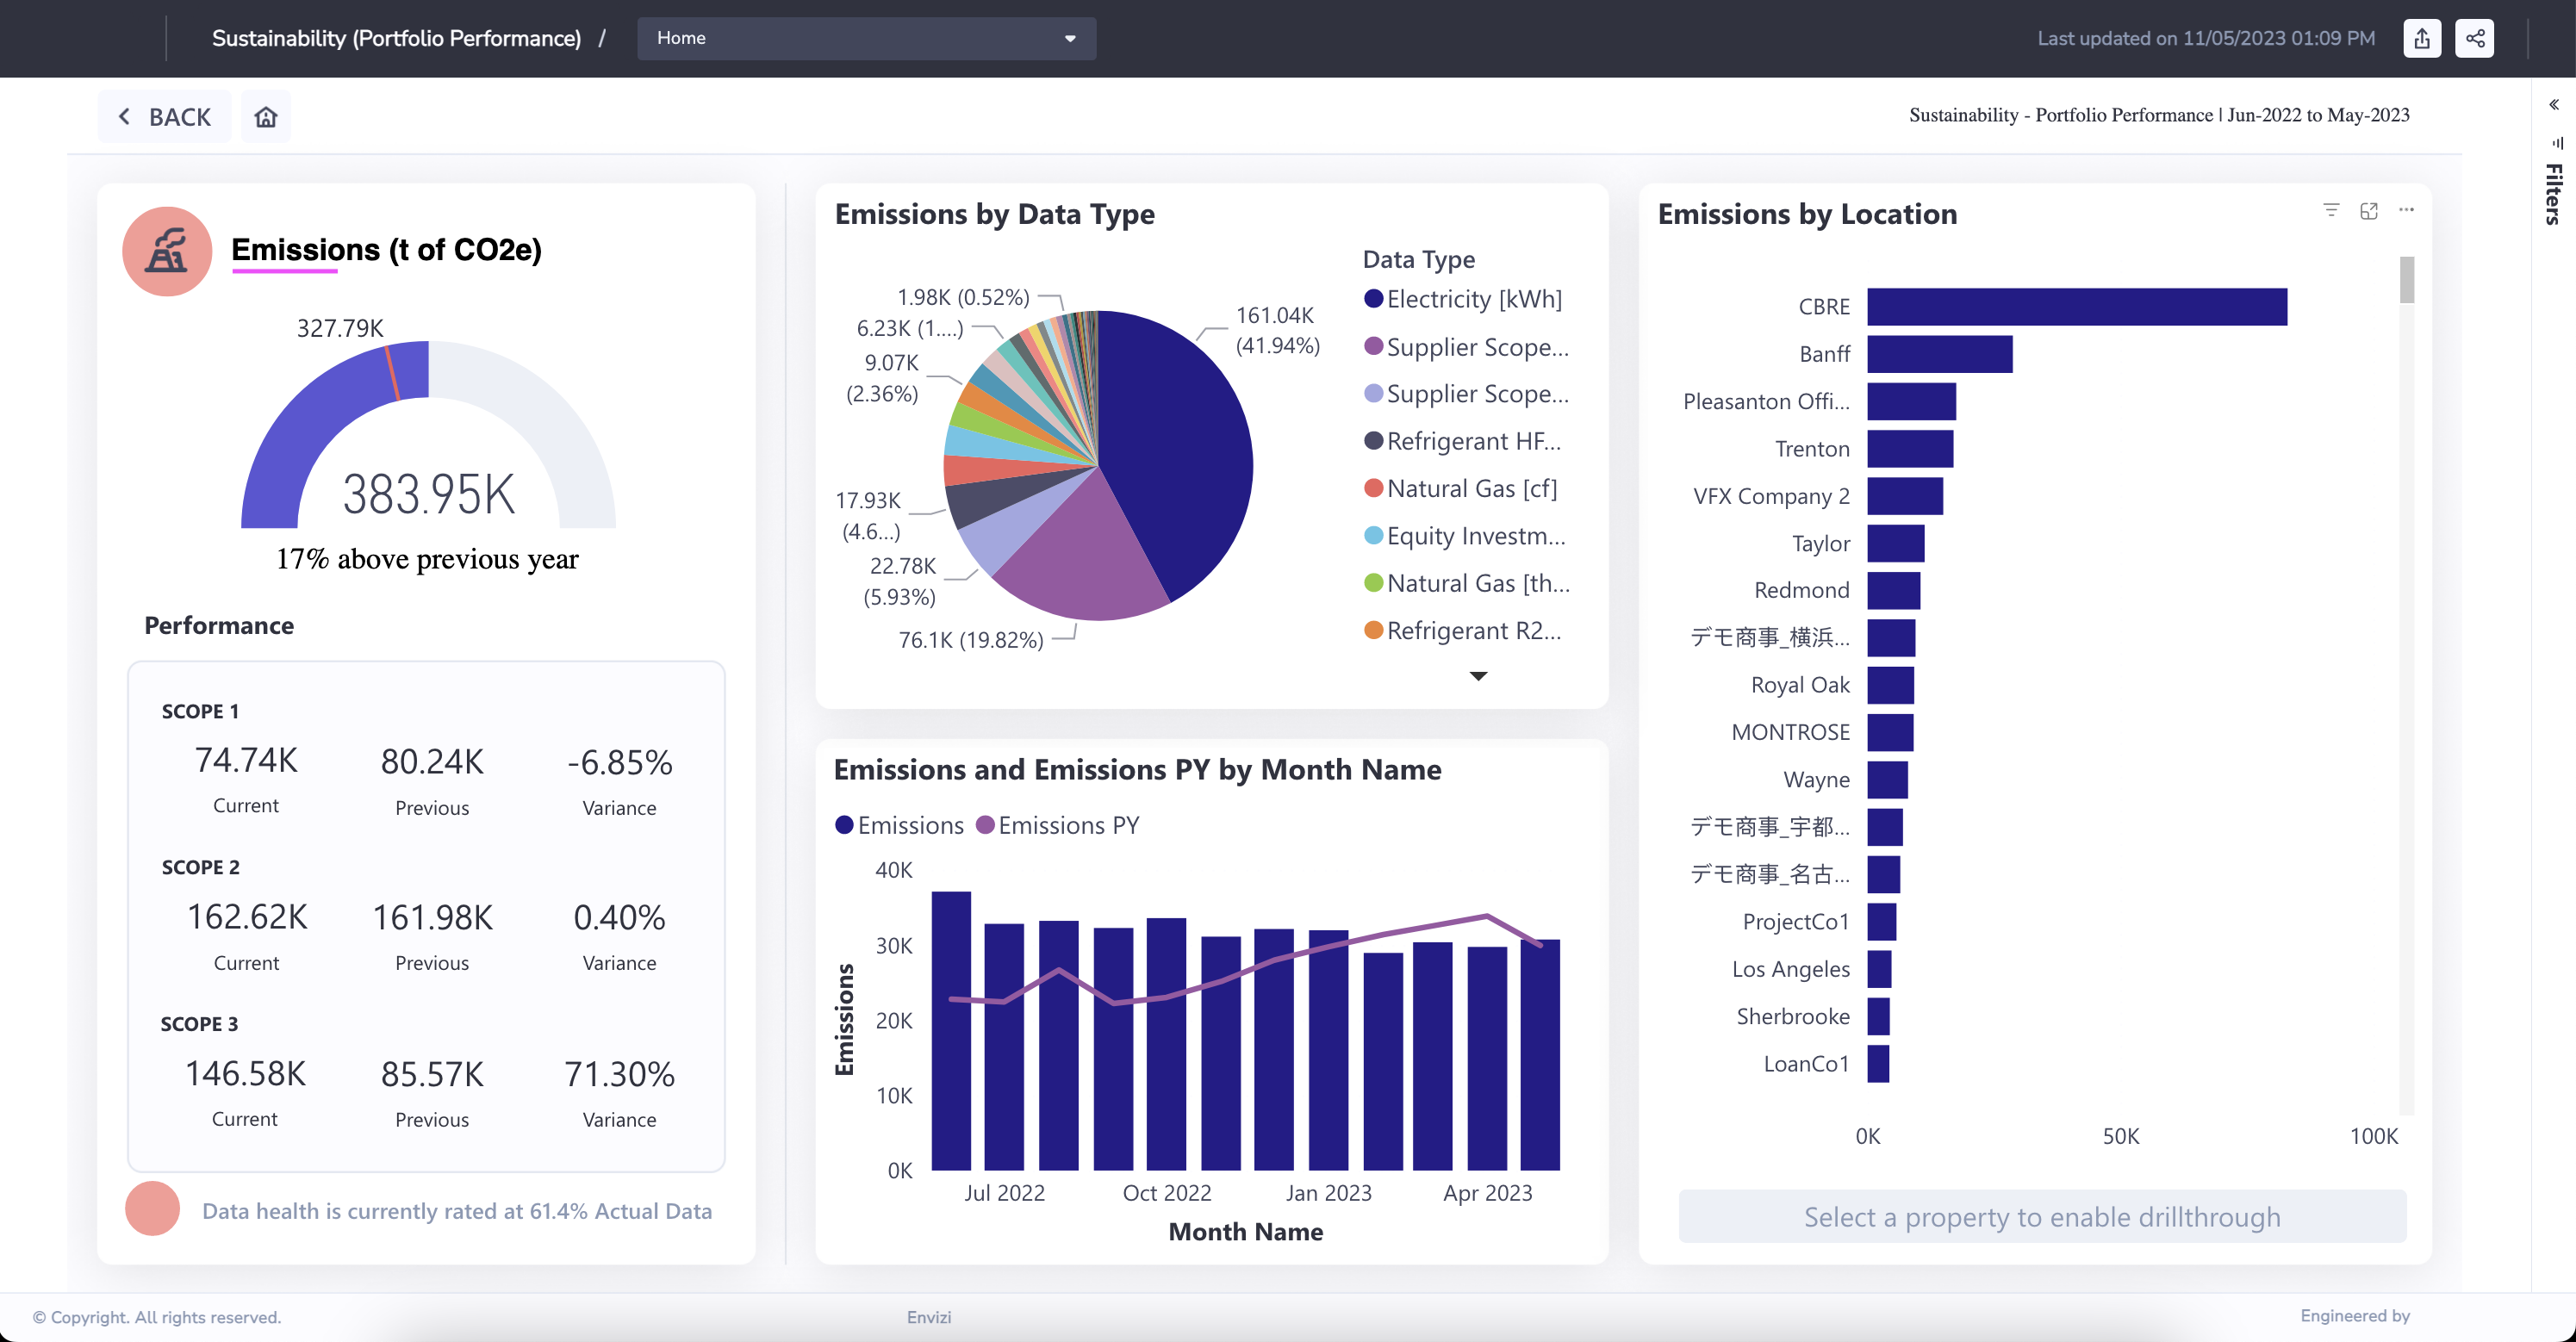 Sustainability (Portfolio Performance) / Home
Last updated on 11/05/2023 01:09 PM
BACK
Sustainability - Portfolio Performance | Jun-2022 to May-2023
Filters
Emissions (t of CO2e)
327.79K
383.95K
17% above previous year
Performance
SCOPE 1
74.74K 80.24K -6.85%
Current Previous Variance
SCOPE 2
162.62K 161.98K 0.40%
Current Previous Variance
SCOPE 3
146.58K 85.57K 71.30%
Current Previous Variance
Data health is currently rated at 61.4% Actual Data
Emissions by Data Type
1.98K (0.52%)
6.23K (1....)
9.07K
(2.36%)
17.93K
(4.6...)
22.78K
(5.93%)
76.1K (19.82%)
161.04K
(41.94%)
Data Type
Electricity [kWh]
Supplier Scope...
Supplier Scope...
Refrigerant HF...
Natural Gas [cf]
Equity Investm...
Natural Gas [th...
Refrigerant R2...
Emissions and Emissions PY by Month Name
Emissions Emissions PY
Emissions
40K
30K
20K
10K
0K
Jul 2022 Oct 2022 Jan 2023 Apr 2023
Month Name
Emissions by Location
CBRE
Banff
Pleasanton Offi...
Trenton
VFX Company 2
Taylor
Redmond
デモ商事_横浜...
Royal Oak
MONTROSE
Wayne
デモ商事_宇都...
デモ商事_名古...
ProjectCo1
Los Angeles
Sherbrooke
LoanCo1
0K 50K 100K
Select a property to enable drillthrough
© Copyright. All rights reserved.
Envizi
Engineered by